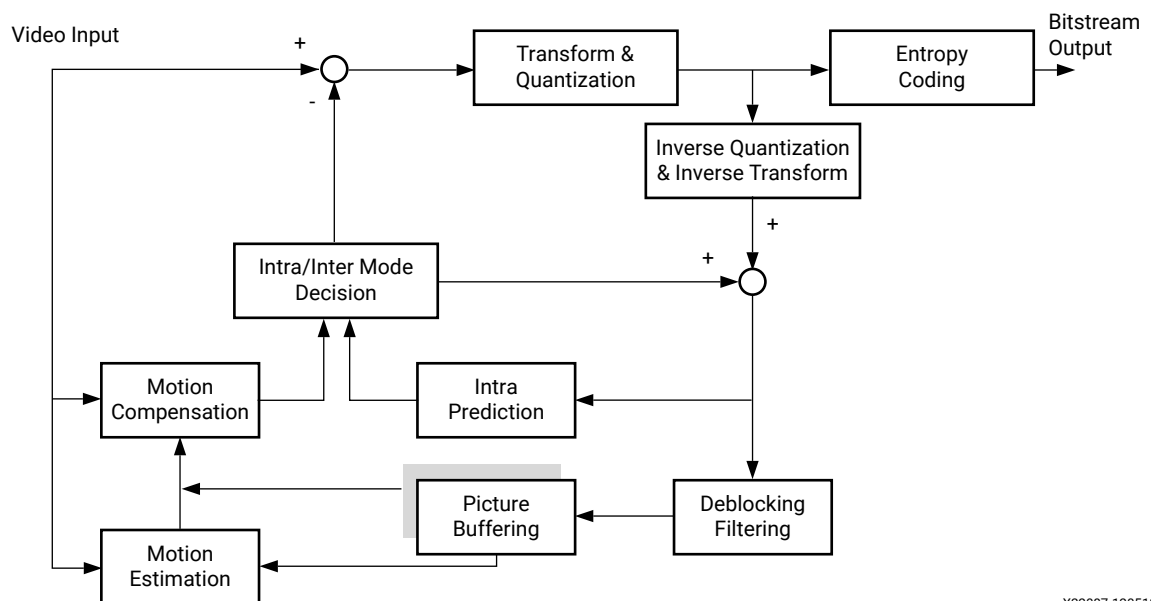 Video Input
+
-
Transform &
Quantization
Entropy
Coding
Bitstream
Output
Inverse Quantization
& Inverse Transform
+
+
Intra/Inter Mode
Decision
Motion
Compensation
Intra
Prediction
Picture
Buffering
Deblocking
Filtering
Motion
Estimation